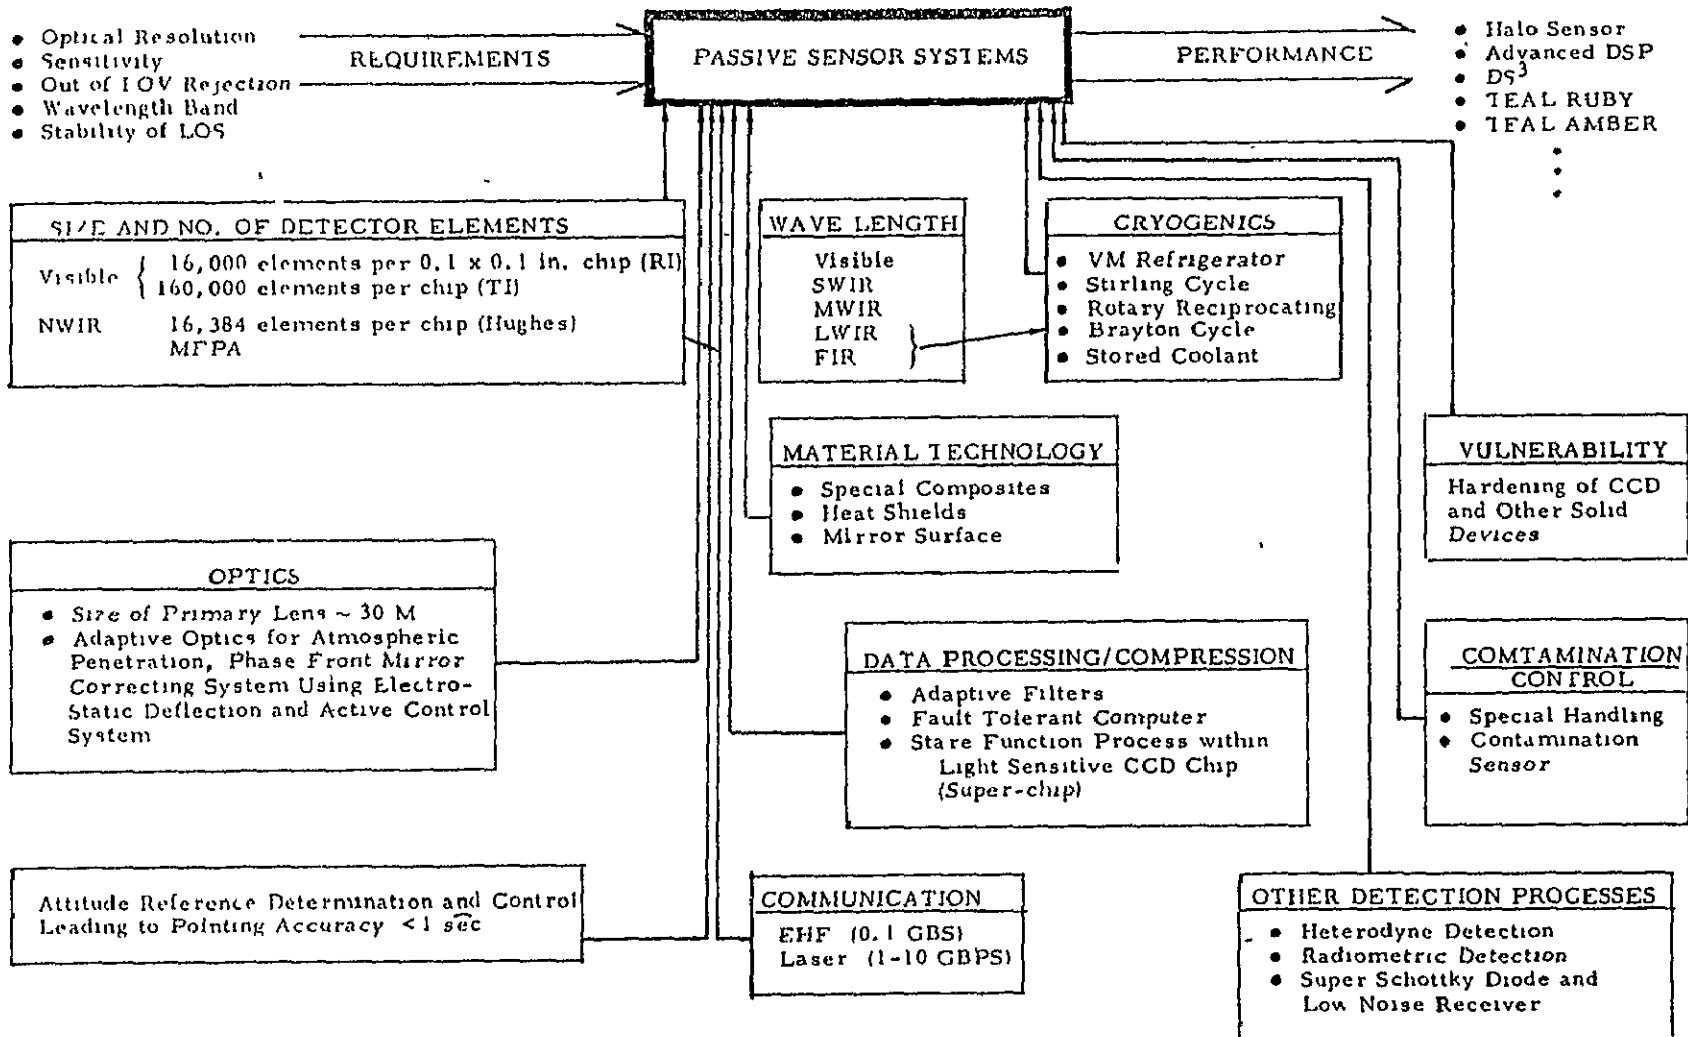 • Optical Resolution
• Sensitivity
• Out of FOV Rejection
• Wavelength Band
• Stability of LOS
REQUIREMENTS
PASSIVE SENSOR SYSTEMS
PERFORMANCE
• Halo Sensor
• Advanced DSP
• DS³
• TEAL RUBY
• TEAL AMBER
SIZE AND NO. OF DETECTOR ELEMENTS
Visible { 16,000 elements per 0.1 x 0.1 in. chip (RI)
160,000 elements per chip (TI)
NWIR 16,384 elements per chip (Hughes)
MFPA
WAVE LENGTH
Visible
SWIR
MWIR
LWIR
FIR
CRYOGENICS
• VM Refrigerator
• Stirling Cycle
• Rotary Reciprocating
• Brayton Cycle
• Stored Coolant
MATERIAL TECHNOLOGY
• Special Composites
• Heat Shields
• Mirror Surface
VULNERABILITY
Hardening of CCD
and Other Solid
Devices
OPTICS
• Size of Primary Lens ~ 30 M
• Adaptive Optics for Atmospheric
Penetration, Phase Front Mirror
Correcting System Using Electro-
Static Deflection and Active Control
System
DATA PROCESSING/COMPRESSION
• Adaptive Filters
• Fault Tolerant Computer
• Stare Function Process within
Light Sensitive CCD Chip
(Super-chip)
COMTAMINATION
CONTROL
• Special Handling
• Contamination
Sensor
Attitude Reference Determination and Control
Leading to Pointing Accuracy <1 sec
COMMUNICATION
EHF (0.1 GBS)
Laser (1-10 GBPS)
OTHER DETECTION PROCESSES
• Heterodyne Detection
• Radiometric Detection
• Super Schottky Diode and
Low Noise Receiver